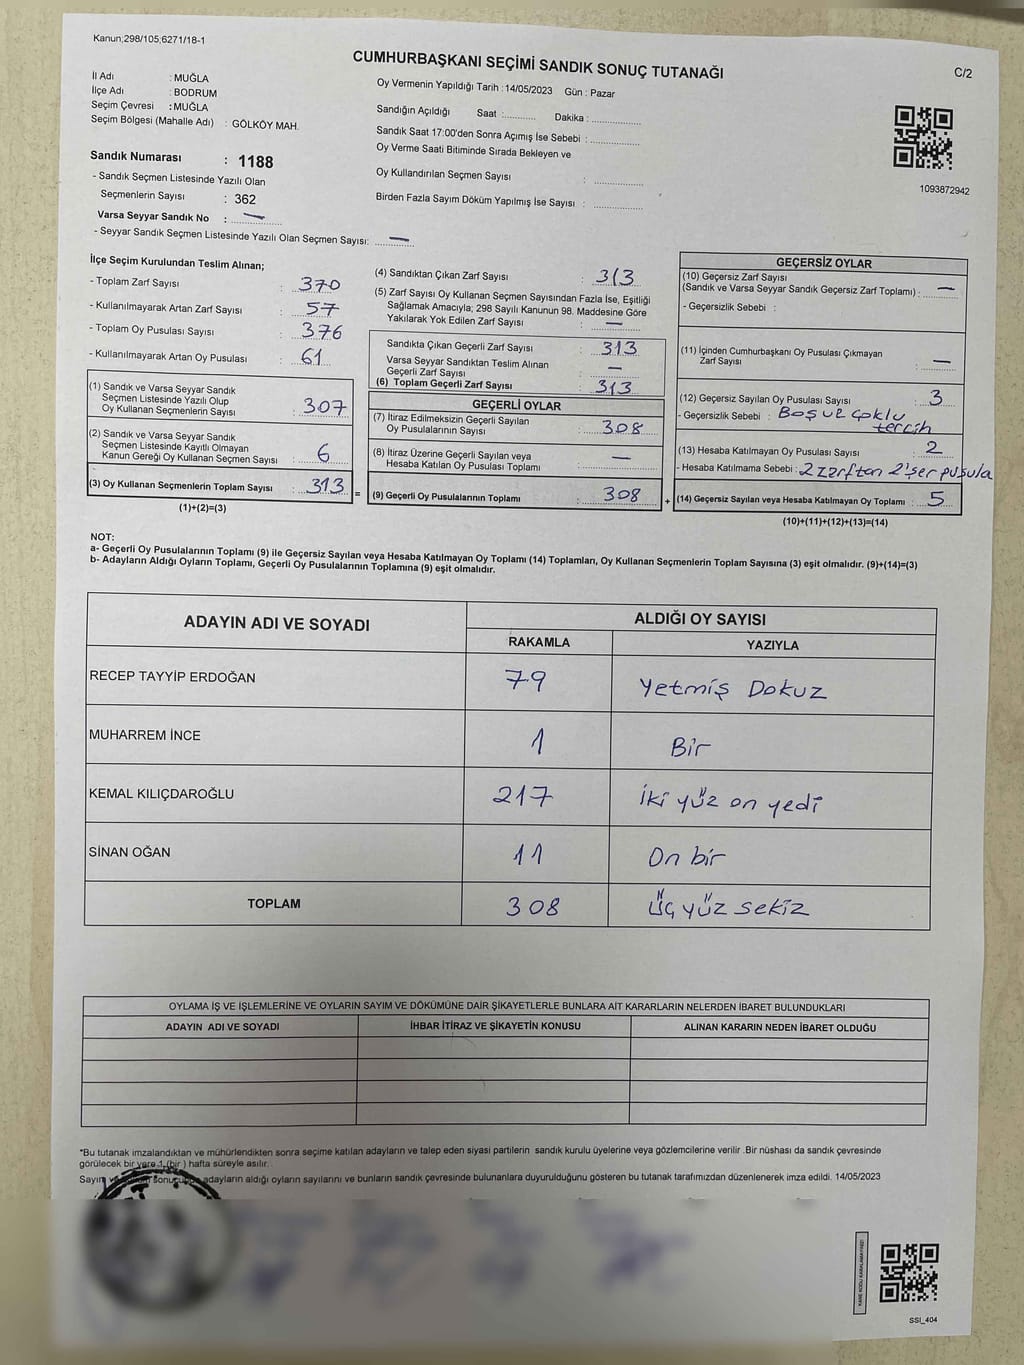 Kanun;298/105;6271/18-1
CUMHURBAŞKANI SEÇİMİ SANDIK SONUÇ TUTANAĞI
C/2
İl Adı : MUĞLA
İlçe Adı : BODRUM
Seçim Çevresi : MUĞLA
Seçim Bölgesi (Mahalle Adı) : GÖLKÖY MAH.
Sandık Numarası : 1188
- Sandık Seçmen Listesinde Yazılı Olan
Seçmenlerin Sayısı : 362
Varsa Seyyar Sandık No : —
- Seyyar Sandık Seçmen Listesinde Yazılı Olan Seçmen Sayısı: —
Oy Vermenin Yapıldığı Tarih : 14/05/2023 Gün : Pazar
Sandığın Açıldığı Saat :........... Dakika :................
Sandık Saat 17:00'den Sonra Açımış İse Sebebi :................
Oy Verme Saati Bitiminde Sırada Bekleyen ve
Oy Kullandırılan Seçmen Sayısı : ................
Birden Fazla Sayım Döküm Yapılmış İse Sayısı : ................
1093872942
İlçe Seçim Kurulundan Teslim Alınan;
- Toplam Zarf Sayısı : 370
- Kullanılmayarak Artan Zarf Sayısı : 57
- Toplam Oy Pusulası Sayısı : 376
- Kullanılmayarak Artan Oy Pusulası : 61
(1) Sandık ve Varsa Seyyar Sandık
Seçmen Listesinde Yazılı Olup
Oy Kullanan Seçmenlerin Sayısı : 307
(2) Sandık ve Varsa Seyyar Sandık
Seçmen Listesinde Kayıtlı Olmayan
Kanun Gereği Oy Kullanan Seçmen Sayısı : 6
(3) Oy Kullanan Seçmenlerin Toplam Sayısı : 313 =
(1)+(2)=(3)
(4) Sandıktan Çıkan Zarf Sayısı : 313
(5) Zarf Sayısı Oy Kullanan Seçmen Sayısından Fazla İse, Eşitliği
Sağlamak Amacıyla; 298 Sayılı Kanunun 98. Maddesine Göre
Yakılarak Yok Edilen Zarf Sayısı : —
Sandıkta Çıkan Geçerli Zarf Sayısı : 313
Varsa Seyyar Sandıktan Teslim Alınan
Geçerli Zarf Sayısı : —
(6) Toplam Geçerli Zarf Sayısı : 313
GEÇERLİ OYLAR
(7) İtiraz Edilmeksizin Geçerli Sayılan
Oy Pusulalarının Sayısı : 308
(8) İtiraz Üzerine Geçerli Sayılan veya
Hesaba Katılan Oy Pusulası Toplamı : —
(9) Geçerli Oy Pusulalarının Toplamı : 308 +
GEÇERSİZ OYLAR
(10) Geçersiz Zarf Sayısı
(Sandık ve Varsa Seyyar Sandık Geçersiz Zarf Toplamı) : —
- Geçersizlik Sebebi :
(11) İçinden Cumhurbaşkanı Oy Pusulası Çıkmayan
Zarf Sayısı : —
(12) Geçersiz Sayılan Oy Pusulası Sayısı : 3
- Geçersizlik Sebebi : Boş ve çoklu
tercih
(13) Hesaba Katılmayan Oy Pusulası Sayısı : 2
- Hesaba Katılmama Sebebi : 2 zarftan 2'şer pusula
(14) Geçersiz Sayılan veya Hesaba Katılmayan Oy Toplamı : 5
(10)+(11)+(12)+(13)=(14)
NOT:
a- Geçerli Oy Pusulalarının Toplamı (9) ile Geçersiz Sayılan veya Hesaba Katılmayan Oy Toplamı (14) Toplamları, Oy Kullanan Seçmenlerin Toplam Sayısına (3) eşit olmalıdır. (9)+(14)=(3)
b- Adayların Aldığı Oyların Toplamı, Geçerli Oy Pusulalarının Toplamına (9) eşit olmalıdır.
ADAYIN ADI VE SOYADI ALDIĞI OY SAYISI
RAKAMLA YAZIYLA
RECEP TAYYİP ERDOĞAN 79 Yetmiş Dokuz
MUHARREM İNCE 1 Bir
KEMAL KILIÇDAROĞLU 217 İki yüz on yedi
SİNAN OĞAN 11 On bir
TOPLAM 308 Üç yüz sekiz
OYLAMA İŞ VE İŞLEMLERİNE VE OYLARIN SAYIM VE DÖKÜMÜNE DAİR ŞİKAYETLERLE BUNLARA AİT KARARLARIN NELERDEN İBARET BULUNDUKLARI
ADAYIN ADI VE SOYADI İHBAR İTİRAZ VE ŞİKAYETİN KONUSU ALINAN KARARIN NEDEN İBARET OLDUĞU
*Bu tutanak imzalandıktan ve mühürlendikten sonra seçime katılan adayların ve talep eden siyasi partilerin sandık kurulu üyelerine veya gözlemcilerine verilir .Bir nüshası da sandık çevresinde
görülecek bir yere 1 (bir ) hafta süreyle asılır.
Sayım adayların aldığı oyların sayılarını ve bunların sandık çevresinde bulunanlara duyurulduğunu gösteren bu tutanak tarafımızdan düzenlenerek imza edildi. 14/05/2023
SSI_404